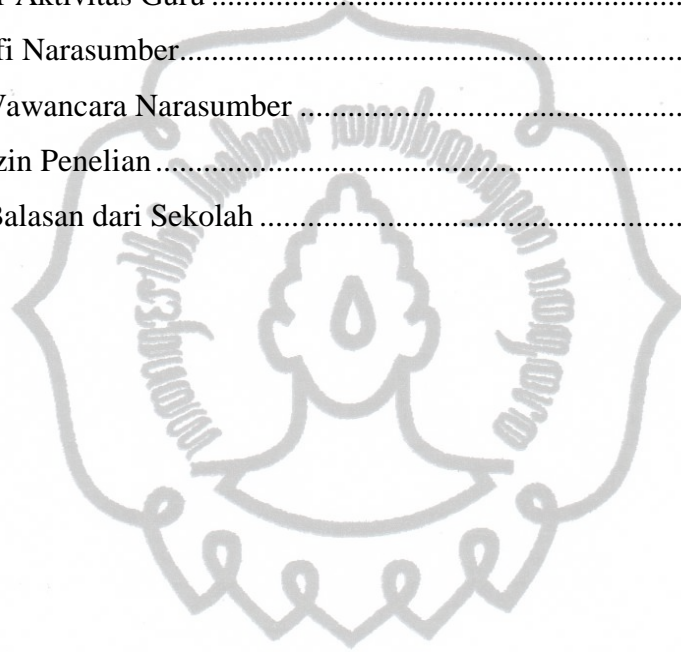 Aktivitas Guru ................................................................
fi Narasumber....................................................................
Wawancara Narasumber ...................................................
zin Penelian.......................................................................
Balasan dari Sekolah .........................................................